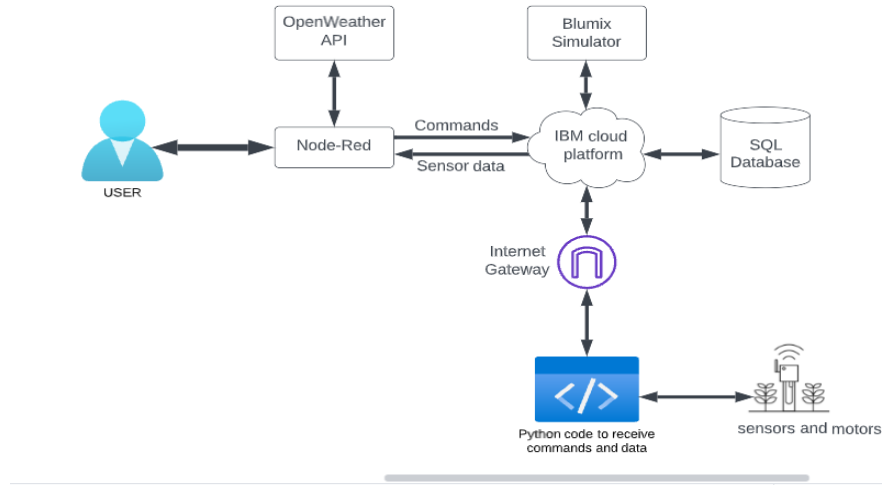 OpenWeather
API
Blumix
Simulator
Commands
Node-Red
IBM cloud
platform
SQL
Database
Sensor data
USER
Internet
Gateway
</>
Python code to receive
commands and data
sensors and motors